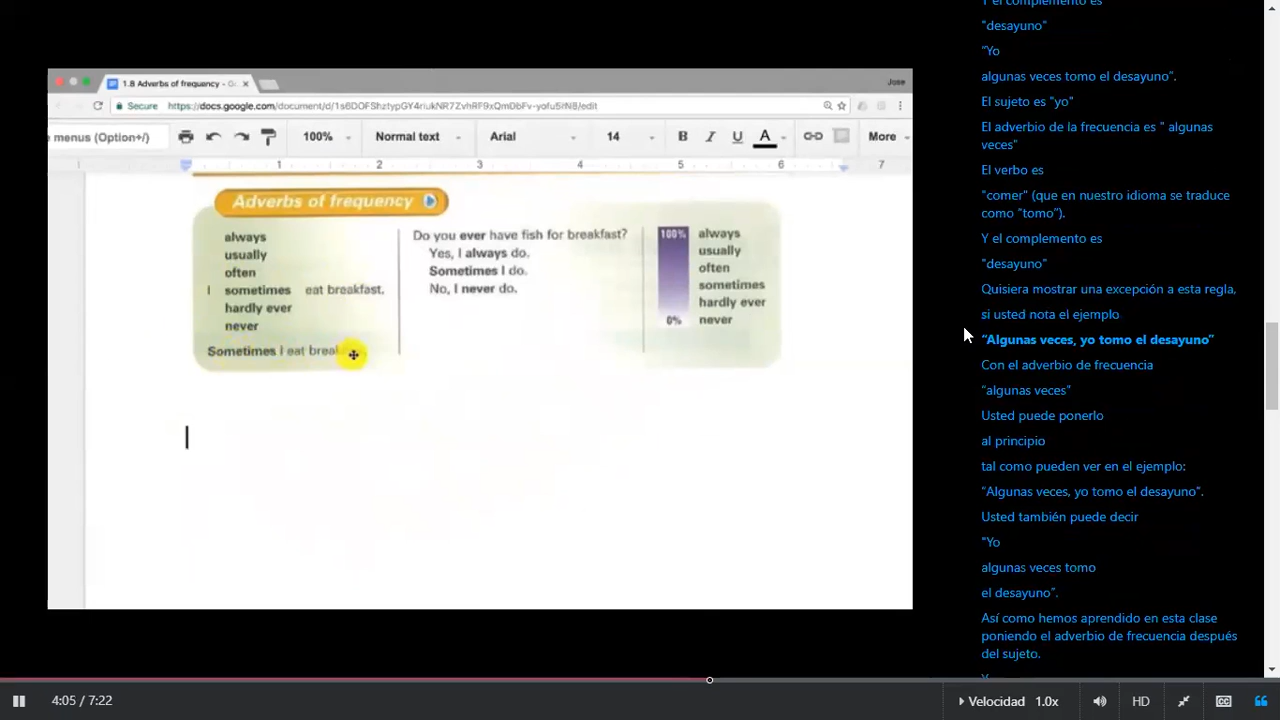 1.8 Adverbs of frequency - Go
Jose
Secure https://docs.google.com/document/d/1s6DOFShztypGY4riukNR7ZvhRF9xQmDbFv-yofu5rN8/edit
menus (Option+/) 100% Normal text Arial 14 B I U A More
1 1 2 3 4 5 6 7
Adverbs of frequency
always
usually
often
I sometimes eat breakfast.
hardly ever
never
Sometimes I eat break
Do you ever have fish for breakfast?
Yes, I always do.
Sometimes I do.
No, I never do.
100% always
usually
often
sometimes
hardly ever
0% never
Y el complemento es
"desayuno"
"Yo
algunas veces tomo el desayuno".
El sujeto es "yo"
El adverbio de la frecuencia es " algunas
veces"
El verbo es
"comer" (que en nuestro idioma se traduce
como "tomo").
Y el complemento es
"desayuno"
Quisiera mostrar una excepción a esta regla,
si usted nota el ejemplo
"Algunas veces, yo tomo el desayuno"
Con el adverbio de frecuencia
"algunas veces"
Usted puede ponerlo
al principio
tal como pueden ver en el ejemplo:
"Algunas veces, yo tomo el desayuno".
Usted también puede decir
"Yo
algunas veces tomo
el desayuno".
Así como hemos aprendido en esta clase
poniendo el adverbio de frecuencia después
del sujeto.
Y
4:05 / 7:22
Velocidad 1.0x HD